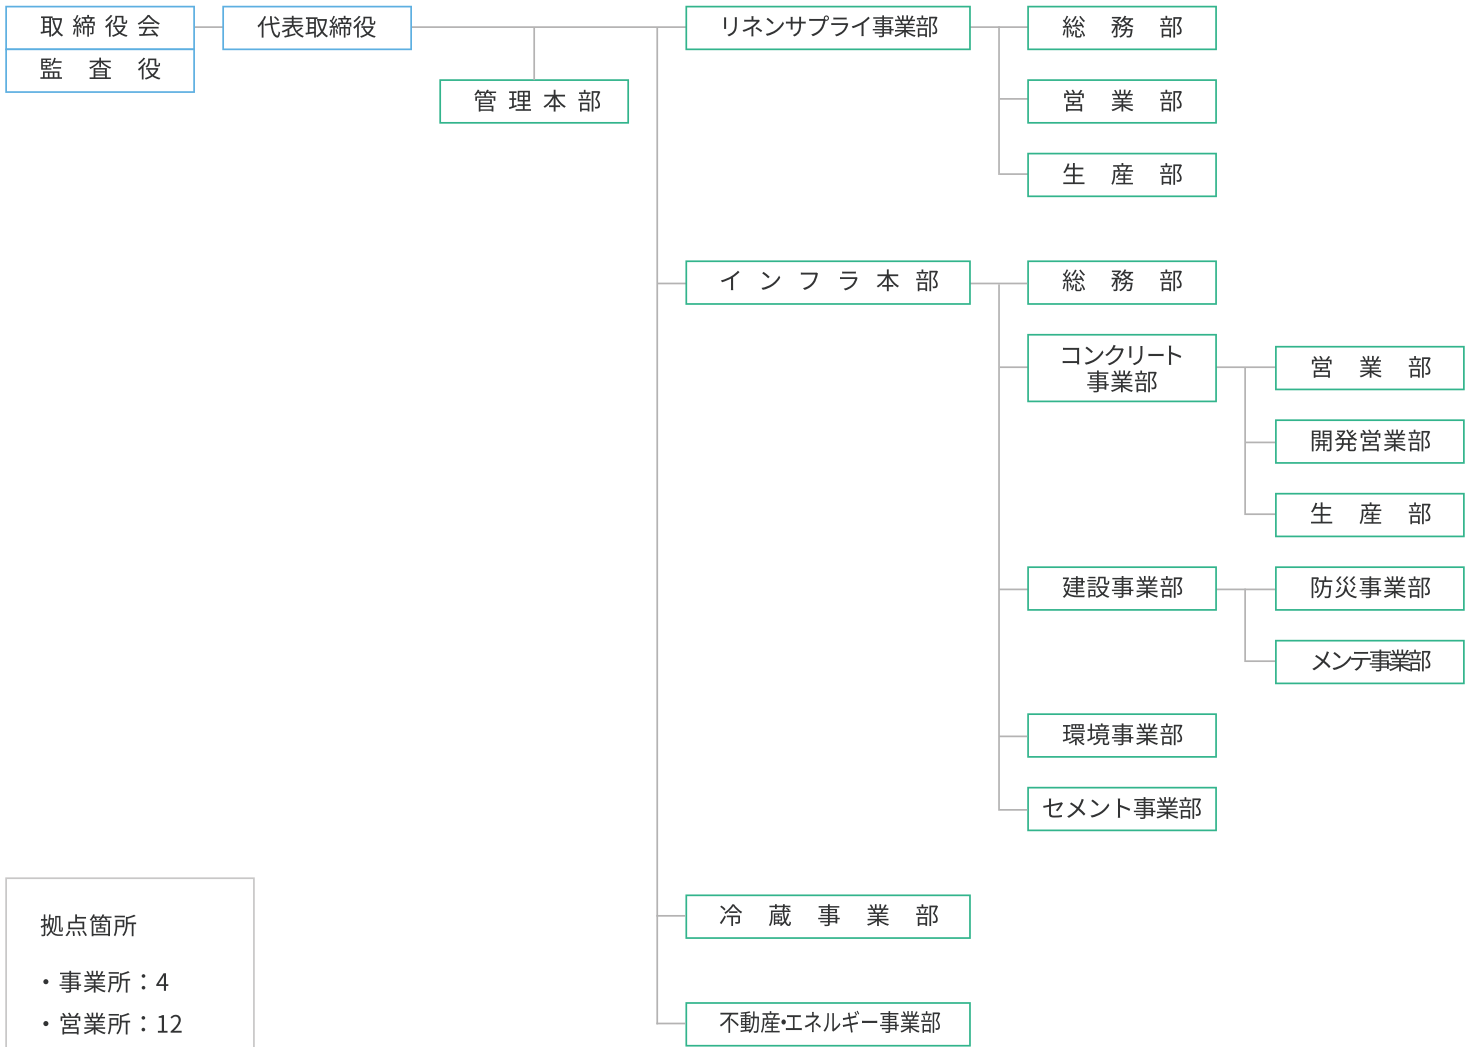 取締役会
監査役
代表取締役
管理本部
リネンサプライ事業部
総務部
営業部
生産部
インフラ本部
総務部
コンクリート
事業部
営業部
開発営業部
生産部
建設事業部
防災事業部
メンテ事業部
環境事業部
セメント事業部
冷蔵事業部
不動産・エネルギー事業部
拠点箇所
・事業所：4
・営業所：12